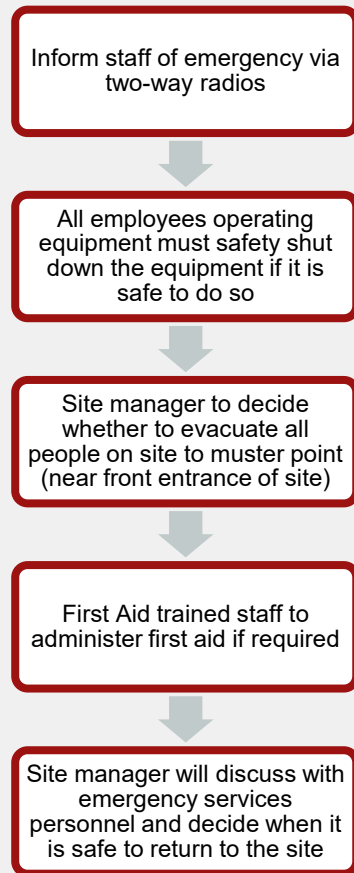 Inform staff of emergency via
two-way radios
All employees operating
equipment must safety shut
down the equipment if it is
safe to do so
Site manager to decide
whether to evacuate all
people on site to muster point
(near front entrance of site)
First Aid trained staff to
administer first aid if required
Site manager will discuss with
emergency services
personnel and decide when it
is safe to return to the site